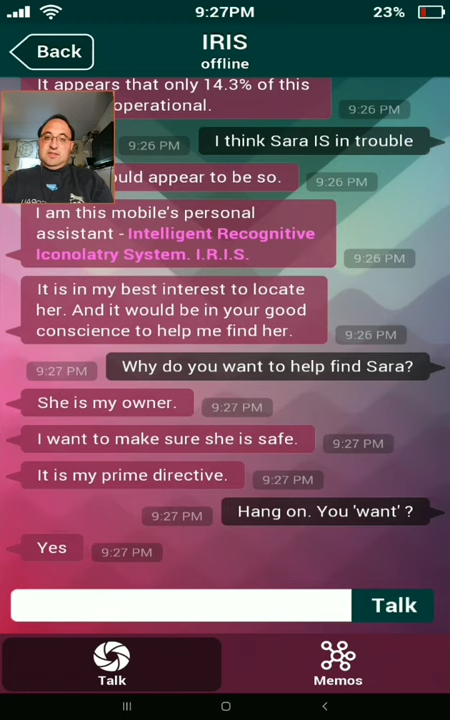 9:27PM
23%
Back
IRIS
offline
It appears that only 14.3% of this
operational.
9:26 PM
9:26 PM
I think Sara IS in trouble
ould appear to be so.
9:26 PM
I am this mobile's personal
assistant - Intelligent Recognitive
Iconolatry System. I.R.I.S.
9:26 PM
It is in my best interest to locate
her. And it would be in your good
conscience to help me find her.
9:26 PM
9:27 PM
Why do you want to help find Sara?
She is my owner.
9:27 PM
I want to make sure she is safe.
9:27 PM
It is my prime directive.
9:27 PM
9:27 PM
Hang on. You 'want' ?
Yes
9:27 PM
Talk
Talk
Memos